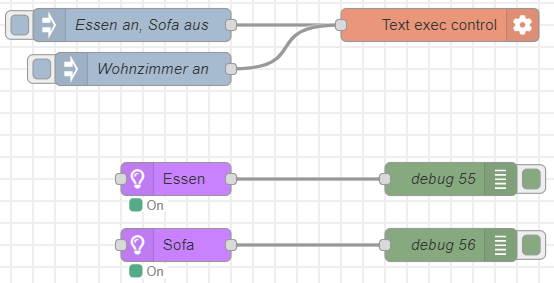 Essen an, Sofa aus
Text exec control
Wohnzimmer an
Essen
debug 55
On
Sofa
debug 56
On